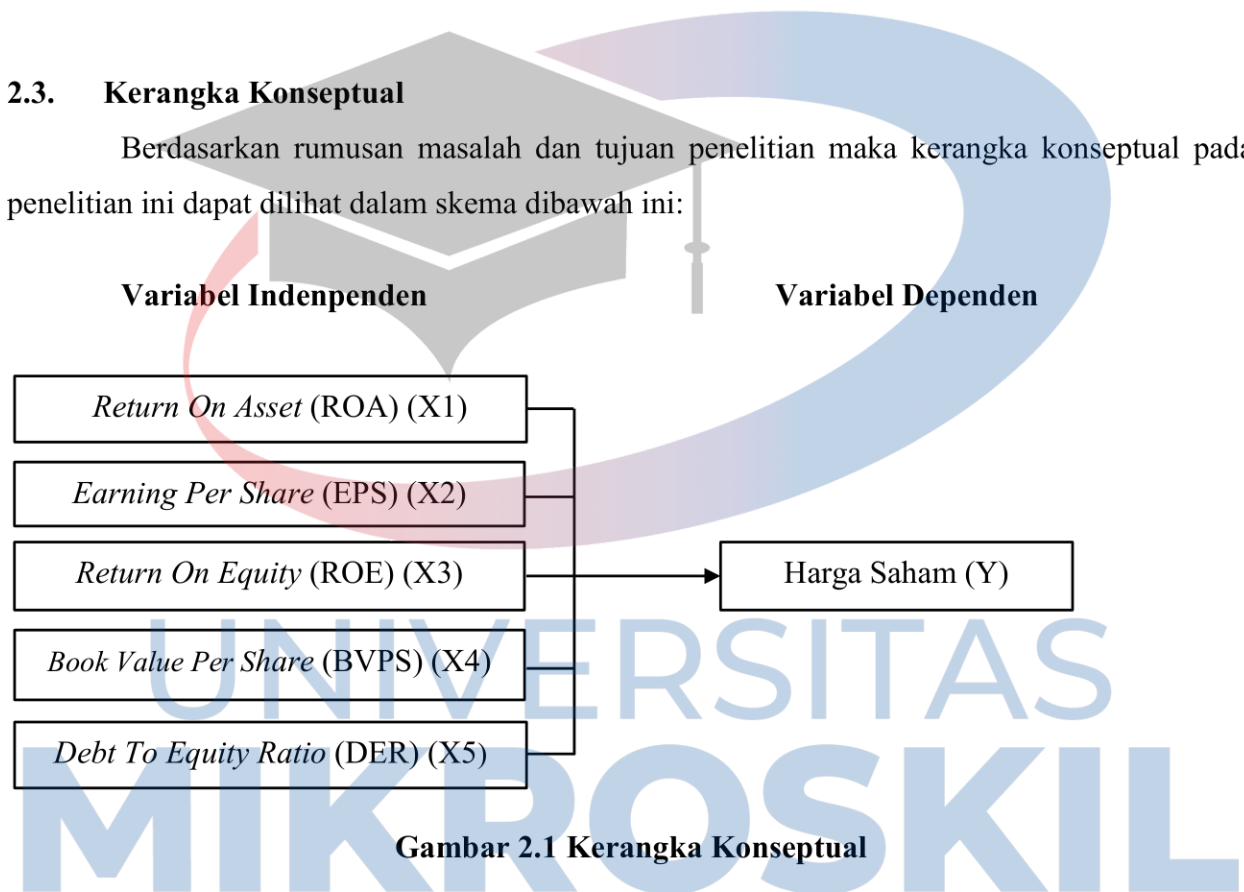 2.3. Kerangka Konseptual
Berdasarkan rumusan masalah dan tujuan penelitian maka kerangka konseptual pada
penelitian ini dapat dilihat dalam skema dibawah ini:
Variabel Indenpenden Variabel Dependen
Return On Asset (ROA) (X1)
Earning Per Share (EPS) (X2)
Return On Equity (ROE) (X3)
Harga Saham (Y)
Book Value Per Share (BVPS) (X4)
Debt To Equity Ratio (DER) (X5)
Gambar 2.1 Kerangka Konseptual
UNIVERSITAS
MIKROSKIL